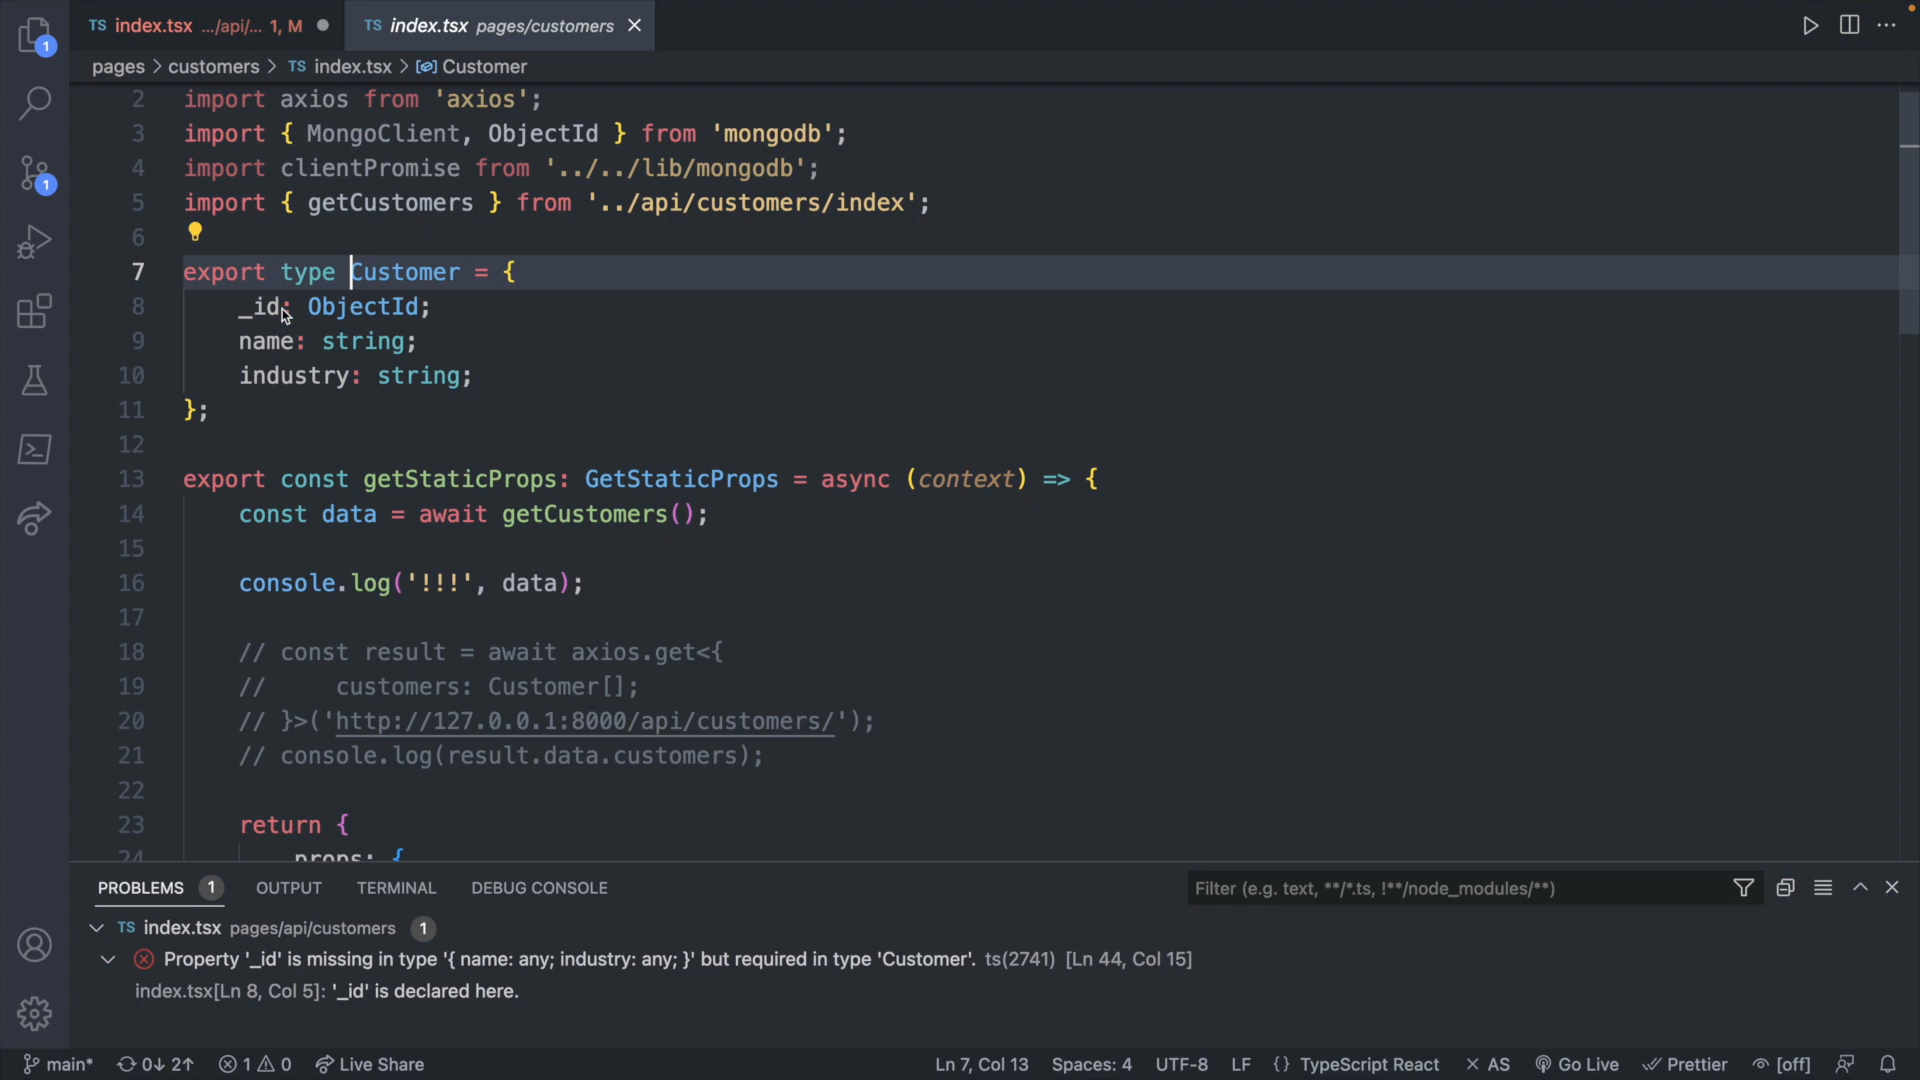 TS index.tsx .../api/... 1, M
TS index.tsx pages/customers
pages > customers > TS index.tsx > Customer
2 import axios from 'axios';
3 import { MongoClient, ObjectId } from 'mongodb';
4 import clientPromise from '../../lib/mongodb';
5 import { getCustomers } from '../api/customers/index';
6
7 export type Customer = {
8 _id: ObjectId;
9 name: string;
10 industry: string;
11 };
12
13 export const getStaticProps: GetStaticProps = async (context) => {
14 const data = await getCustomers();
15
16 console.log('!!!', data);
17
18 // const result = await axios.get<{
19 // customers: Customer[];
20 // }>('http://127.0.0.1:8000/api/customers/');
21 // console.log(result.data.customers);
22
23 return {
24 props: {
PROBLEMS 1 OUTPUT TERMINAL DEBUG CONSOLE Filter (e.g. text, **/*.ts, !**/node_modules/**)
TS index.tsx pages/api/customers 1
Property '_id' is missing in type '{ name: any; industry: any; }' but required in type 'Customer'. ts(2741) [Ln 44, Col 15]
index.tsx[Ln 8, Col 5]: '_id' is declared here.
1
1
main* 0↓ 2↑ 1 0 Live Share Ln 7, Col 13 Spaces: 4 UTF-8 LF {} TypeScript React × AS Go Live Prettier [off]